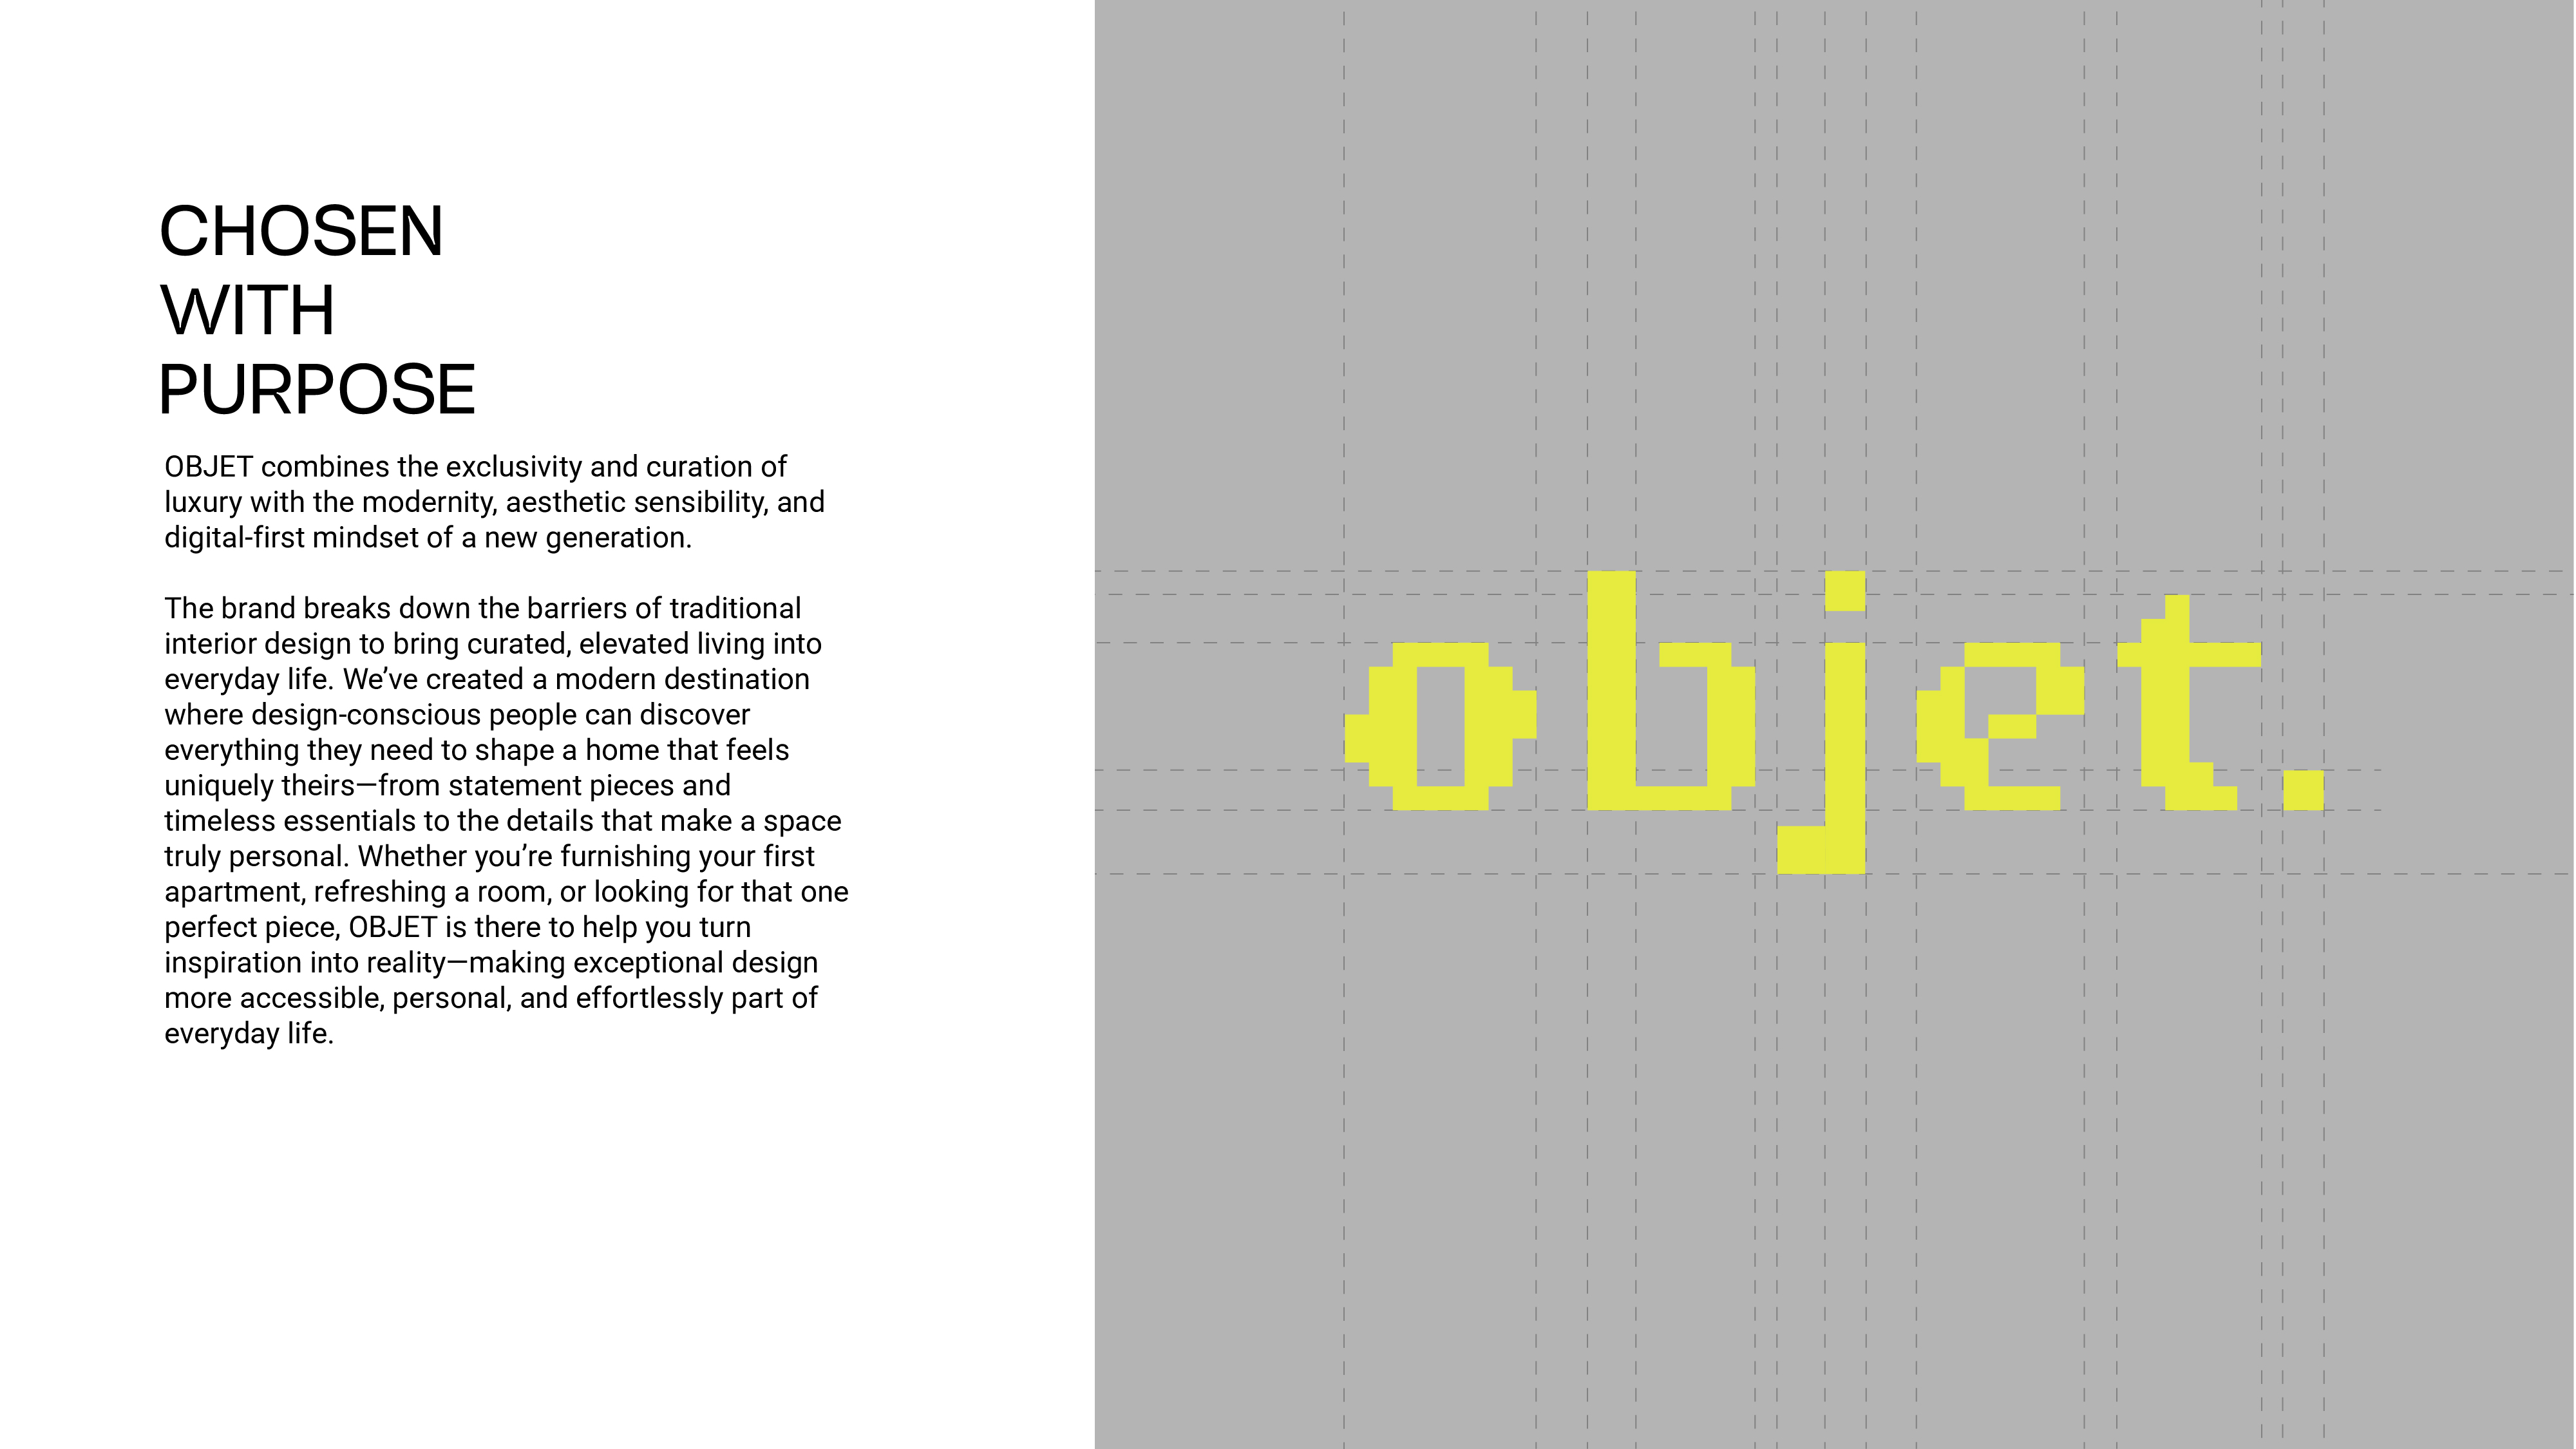 CHOSEN
WITH
PURPOSE
OBJET combines the exclusivity and curation of
luxury with the modernity, aesthetic sensibility, and
digital-first mindset of a new generation.
The brand breaks down the barriers of traditional
interior design to bring curated, elevated living into
everyday life. We’ve created a modern destination
where design-conscious people can discover
everything they need to shape a home that feels
uniquely theirs—from statement pieces and
timeless essentials to the details that make a space
truly personal. Whether you’re furnishing your first
apartment, refreshing a room, or looking for that one
perfect piece, OBJET is there to help you turn
inspiration into reality—making exceptional design
more accessible, personal, and effortlessly part of
everyday life.
objet.